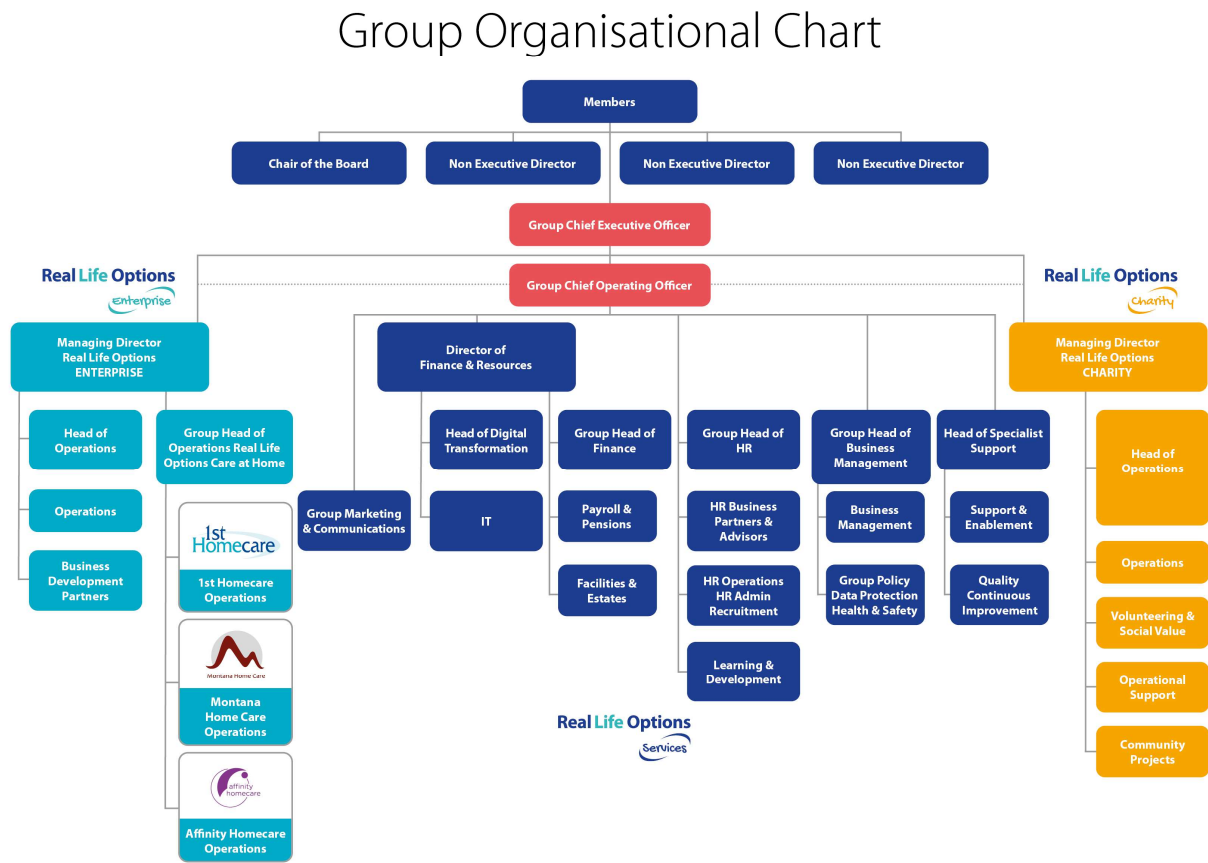 Group Organisational Chart
Members
Chair of the Board
Non Executive Director
Non Executive Director
Non Executive Director
Group Chief Executive Officer
Group Chief Operating Officer
Real Life Options
Enterprise
Managing Director
Real Life Options
ENTERPRISE
Head of
Operations
Operations
Business
Development
Partners
Group Head of
Operations Real Life
Options Care at Home
1st
Homecare
1st Homecare
Operations
Montana Home Care
Montana
Home Care
Operations
affinity
homecare
Affinity Homecare
Operations
Group Marketing
& Communications
Director of
Finance & Resources
Head of Digital
Transformation
IT
Group Head of
Finance
Payroll &
Pensions
Facilities &
Estates
Group Head of
HR
HR Business
Partners &
Advisors
HR Operations
HR Admin
Recruitment
Learning &
Development
Group Head of
Business
Management
Business
Management
Group Policy
Data Protection
Health & Safety
Head of Specialist
Support
Support &
Enablement
Quality
Continuous
Improvement
Real Life Options
Services
Real Life Options
Charity
Managing Director
Real Life Options
CHARITY
Head of
Operations
Operations
Volunteering &
Social Value
Operational
Support
Community
Projects